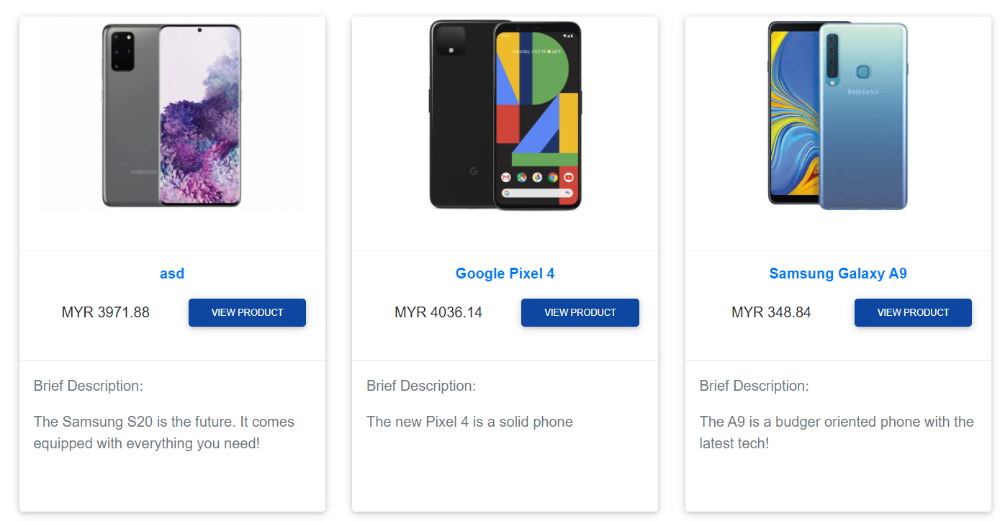 SAMSUNG
Tuesday, Oct 15 68°F
G
SAMSUNG
asd
MYR 3971.88
VIEW PRODUCT
Google Pixel 4
MYR 4036.14
VIEW PRODUCT
Samsung Galaxy A9
MYR 348.84
VIEW PRODUCT
Brief Description:
The Samsung S20 is the future. It comes
equipped with everything you need!
Brief Description:
The new Pixel 4 is a solid phone
Brief Description:
The A9 is a budger oriented phone with the
latest tech!